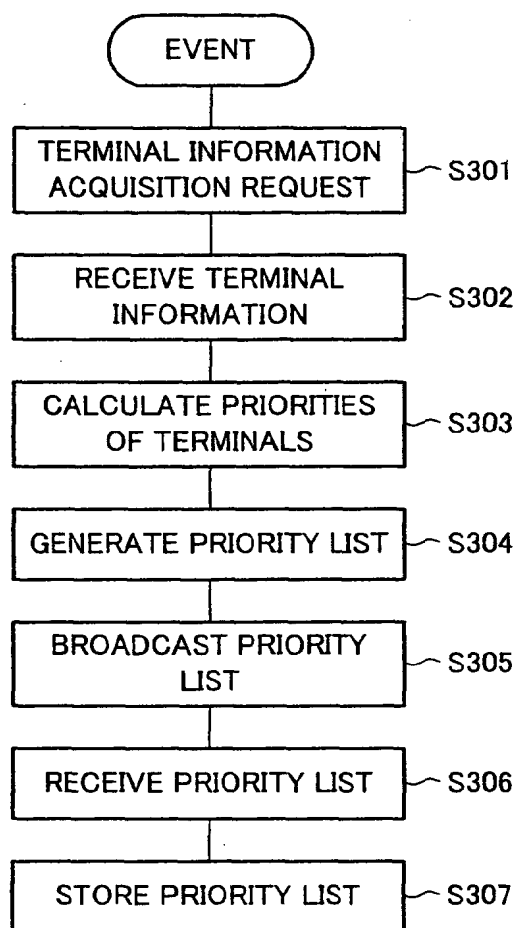 EVENT
TERMINAL INFORMATION
ACQUISITION REQUEST
S301
RECEIVE TERMINAL
INFORMATION
S302
CALCULATE PRIORITIES
OF TERMINALS
S303
GENERATE PRIORITY LIST
S304
BROADCAST PRIORITY
LIST
S305
RECEIVE PRIORITY LIST
S306
STORE PRIORITY LIST
S307